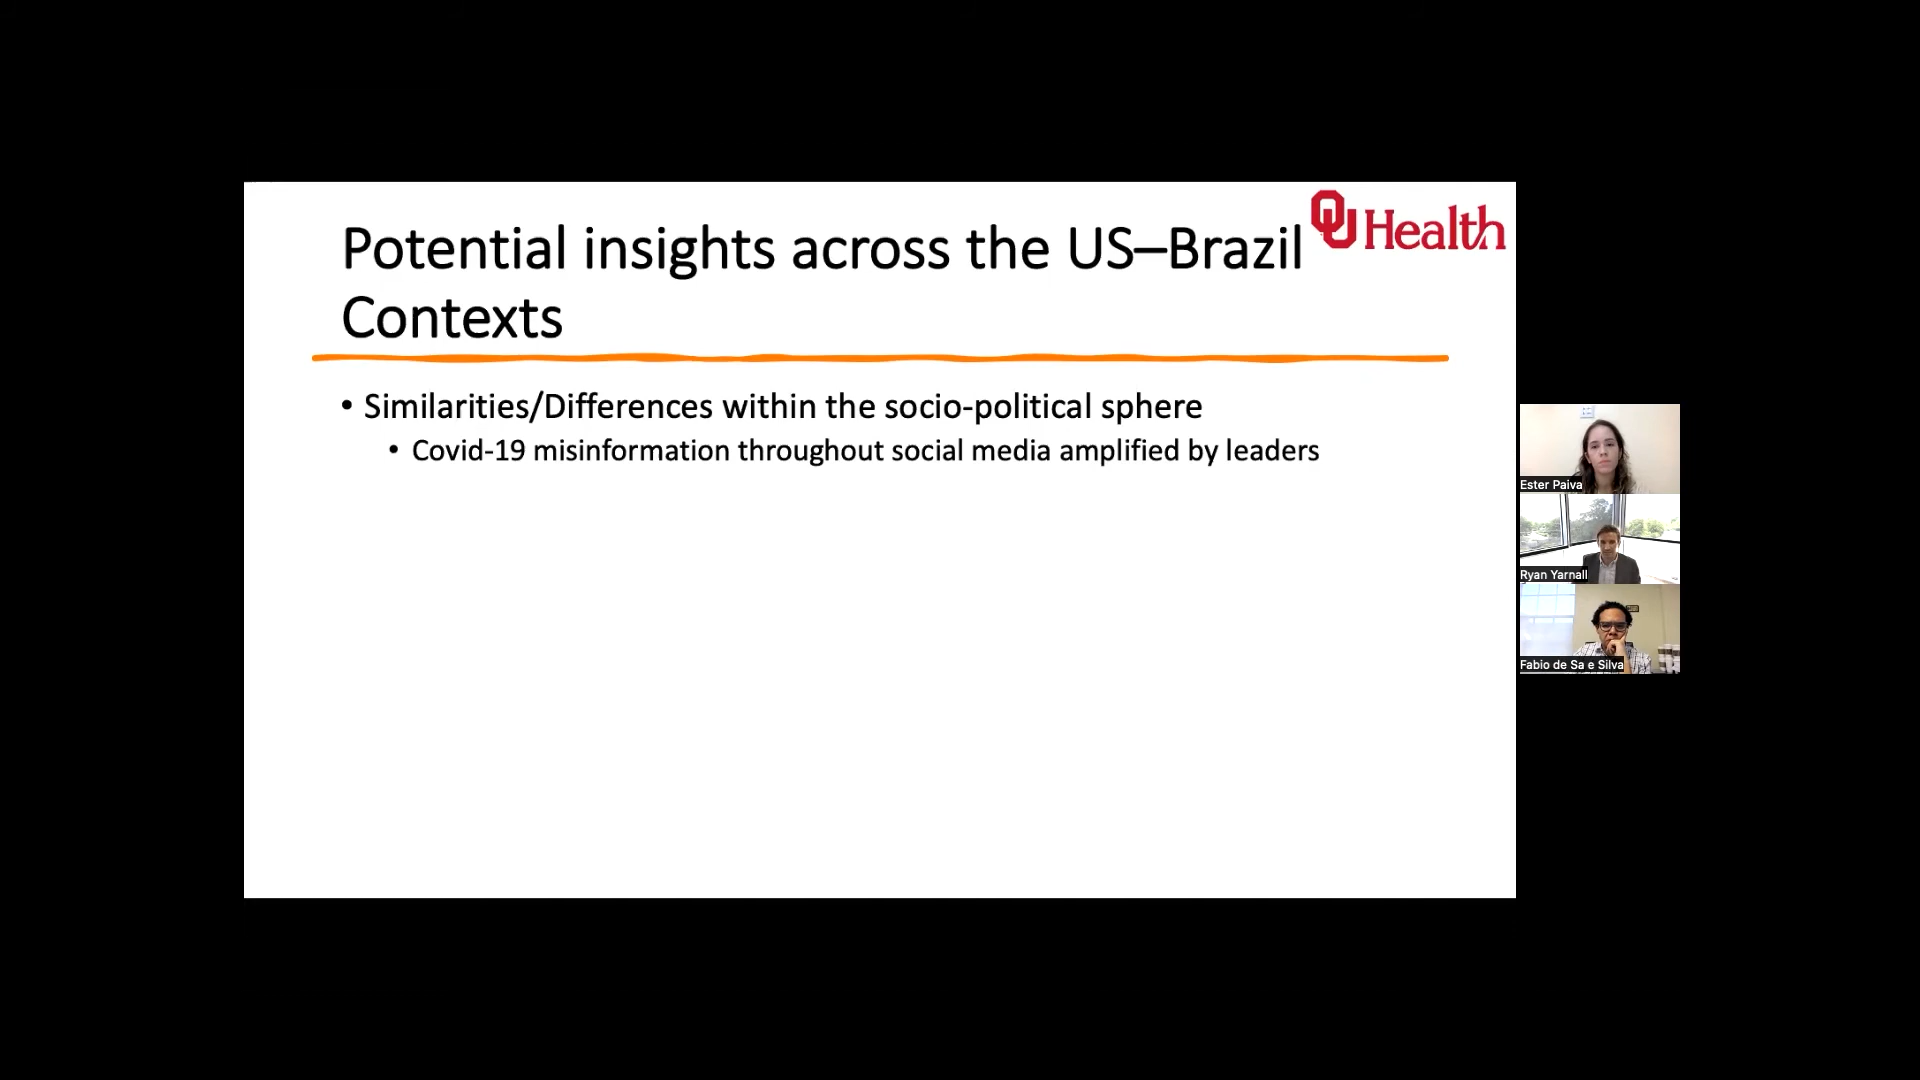 Potential insights across the US–Brazil
Contexts
OU Health
• Similarities/Differences within the socio-political sphere
• Covid-19 misinformation throughout social media amplified by leaders
Ester Paiva
Ryan Yarnall
Fabio de Sa e Silva